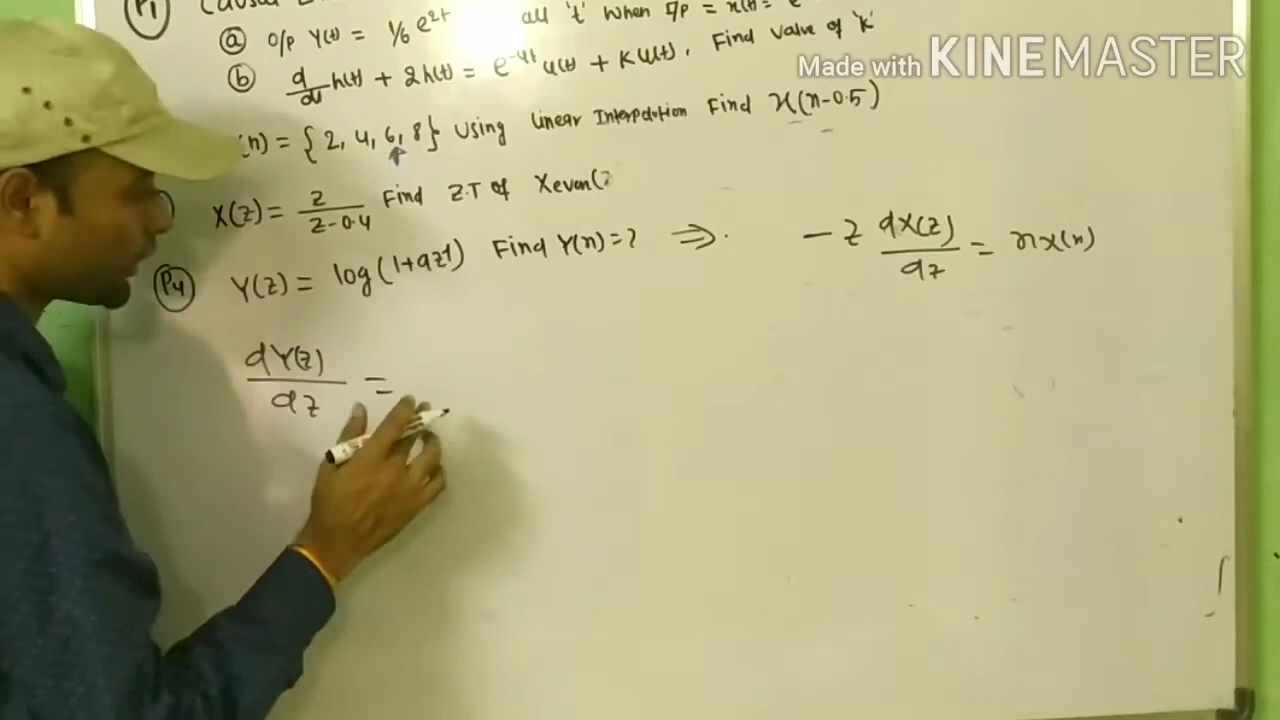 P1 Causal
ⓐ O/P Y(t) = 1/6 e^2t all 't' When I/P = x(t) = e
ⓑ d/dt h(t) + 2h(t) = e^-4t u(t) + K u(t). Find Value of 'K'
(n) = {2, 4, 6, 8} Using Linear Interpolation Find x(n-0.5)
↑
X(z) = z/z-0.4 Find Z.T of Xeven(z
P4 Y(z) = log(1+az^-1) Find Y(n) = ? ⇒ -z dX(z)/dz = nx(n)
dY(z)/dz =
Made with KINEMASTER